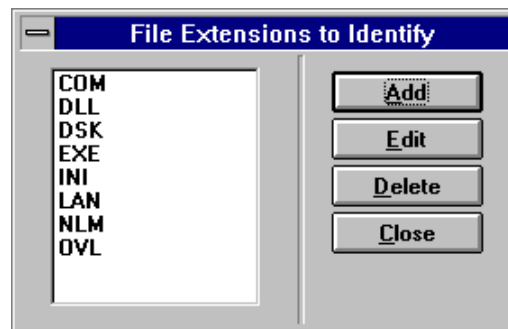 File Extensions to Identify
COM
DLL
DSK
EXE
INI
LAN
NLM
OVL
Add
Edit
Delete
Close